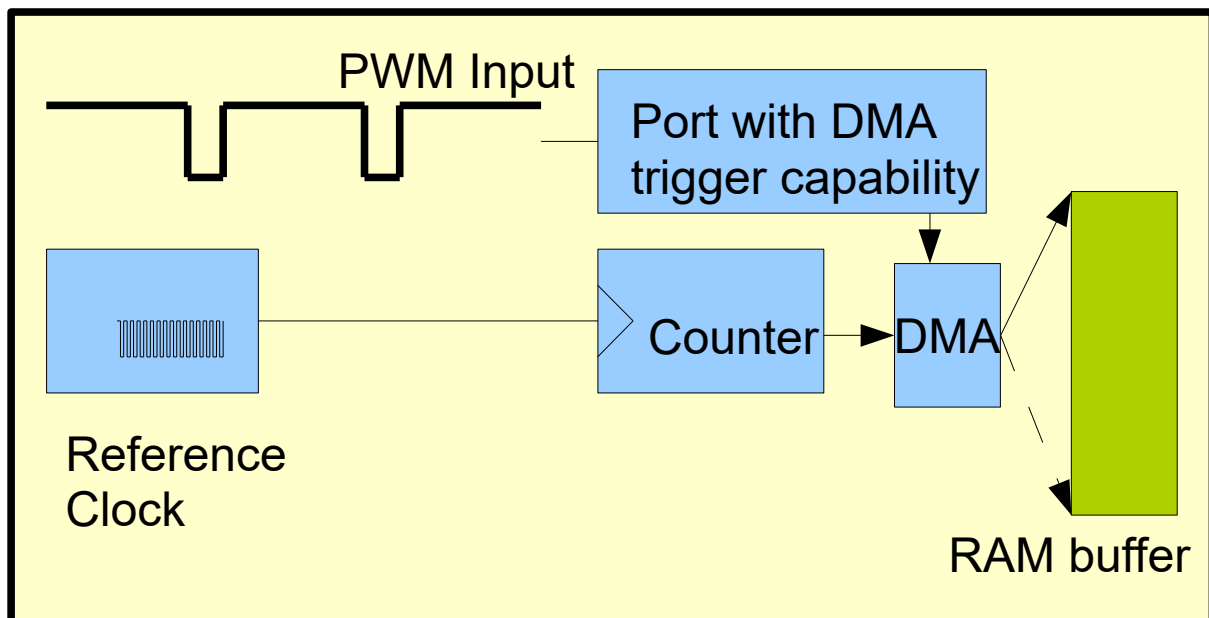 PWM Input
Port with DMA
trigger capability
Counter
DMA
Reference
Clock
RAM buffer